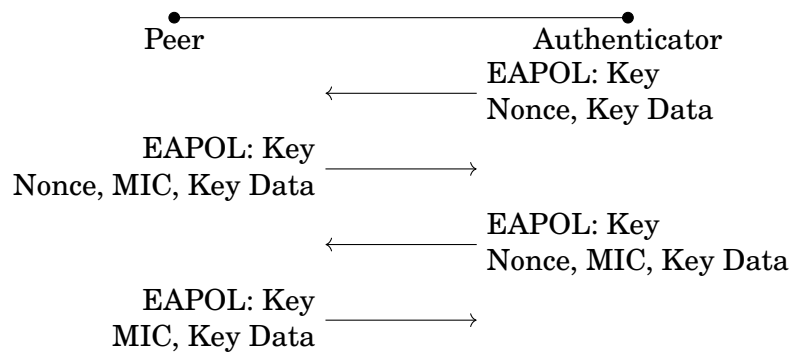 Peer
Authenticator
EAPOL: Key
Nonce, Key Data
EAPOL: Key
Nonce, MIC, Key Data
EAPOL: Key
Nonce, MIC, Key Data
EAPOL: Key
MIC, Key Data